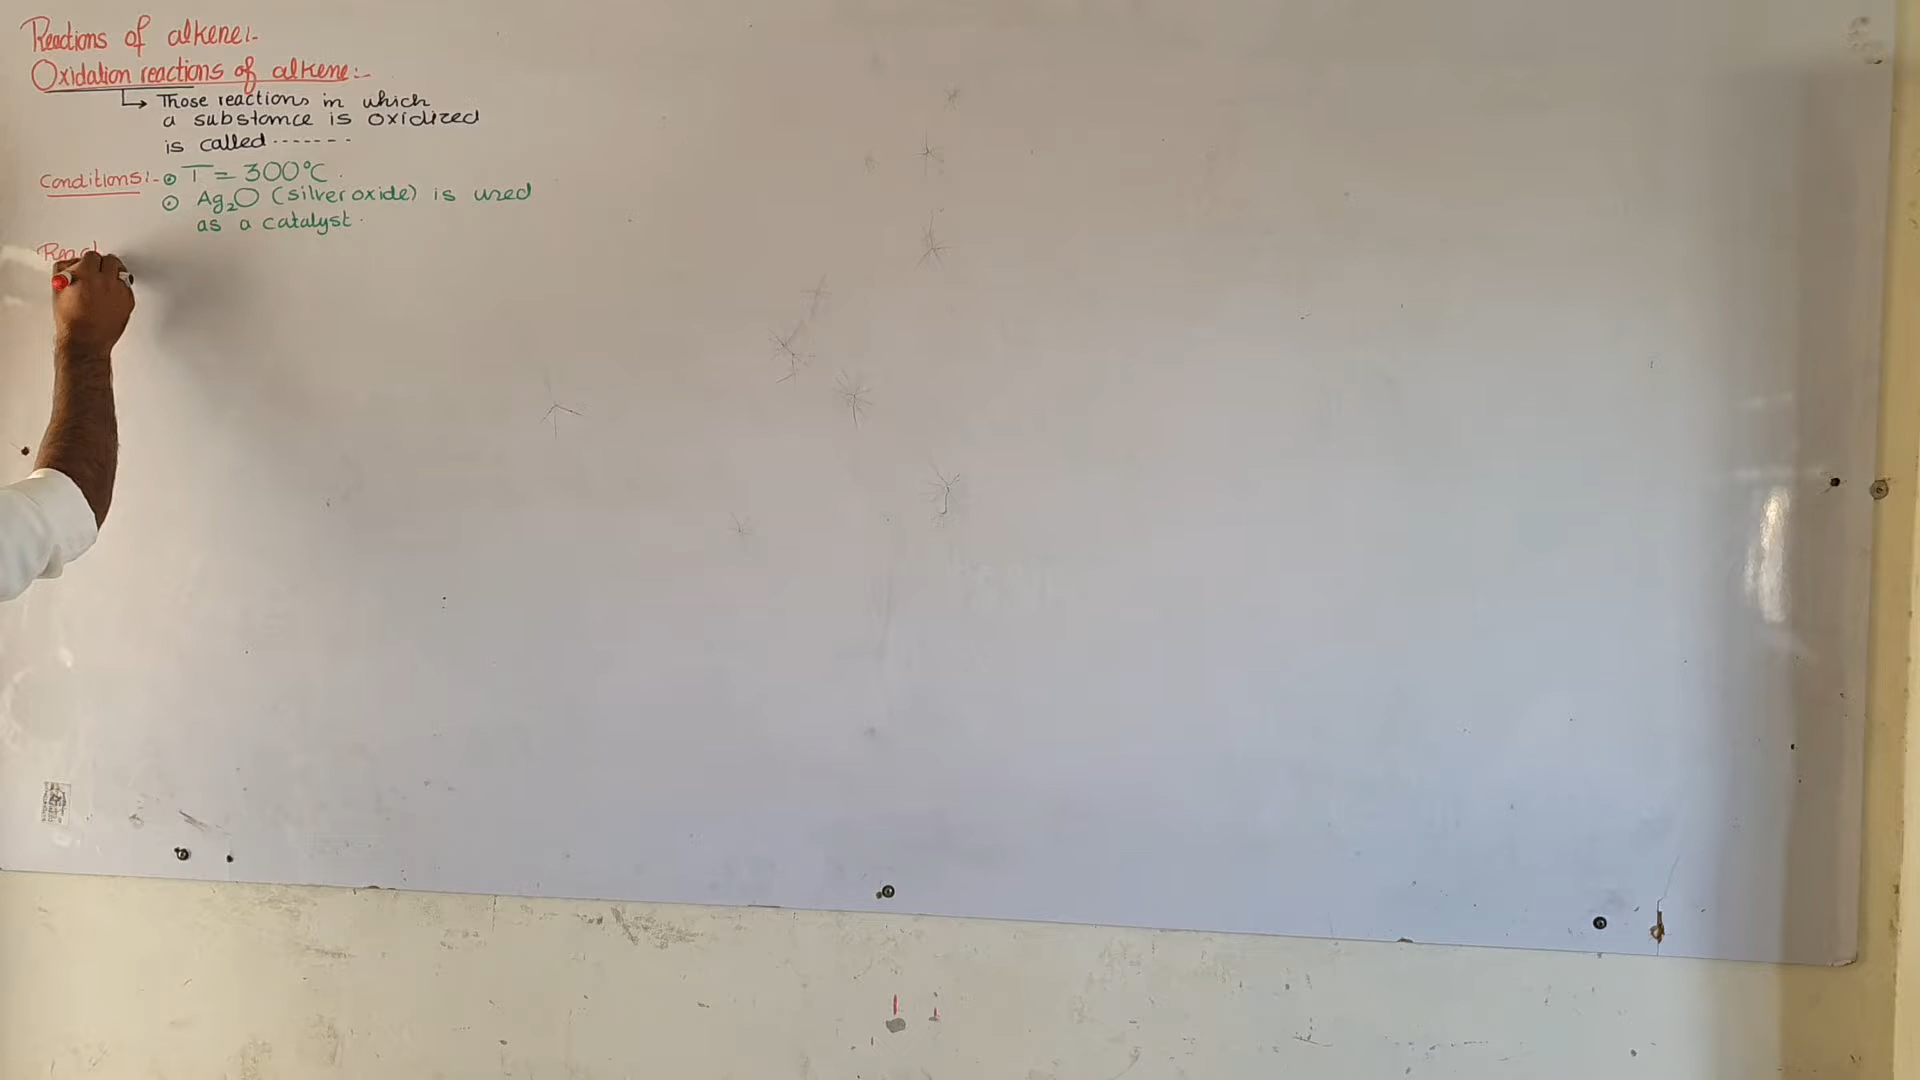 Reactions of alkene:-
Oxidation reactions of alkene:-
↳ Those reactions in which
a substance is oxidized
is called -------
Conditions:- ⊙ T = 300°C.
⊙ Ag₂O (silver oxide) is used
as a catalyst.